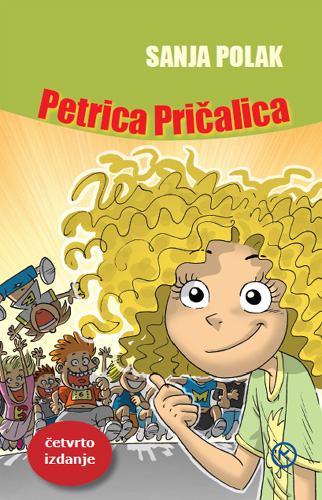 SANJA POLAK
Petrica Pričalica
četvrto
izdanje